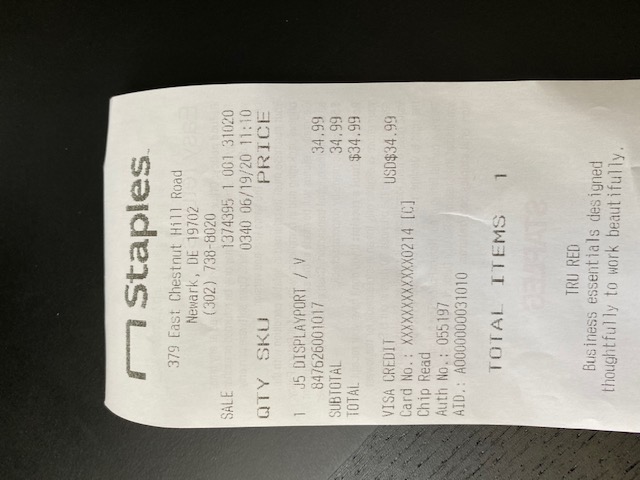 Staples
379 East Chestnut Hill Road
Newark, DE 19702
(302) 738-8020
SALE 1374395 1 001 31020
0340 06/19/20 11:10
QTY SKU PRICE
1 J5 DISPLAYPORT / V
847626001017 34.99
SUBTOTAL 34.99
TOTAL $34.99
VISA CREDIT USD$34.99
Card No.: XXXXXXXXXXXX0214 [C]
Chip Read
Auth No.: 055197
AID.: A0000000031010
TOTAL ITEMS 1
TRU RED
Business essentials designed
thoughtfully to work beautifully.